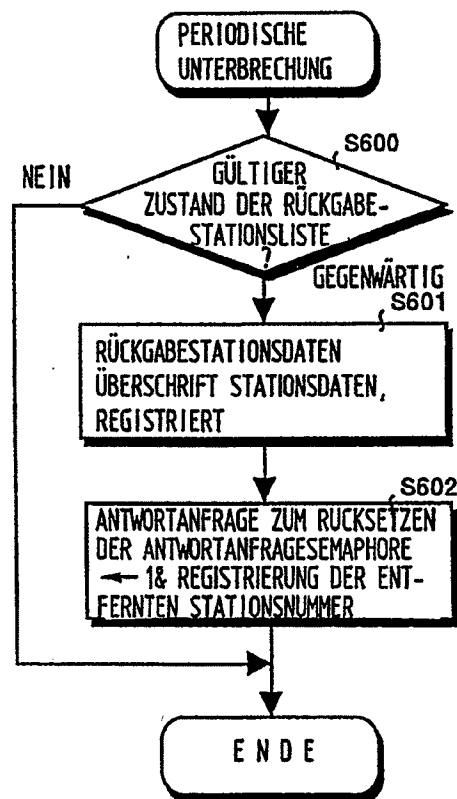 PERIODISCHE
UNTERBRECHUNG
S600
NEIN
GÜLTIGER
ZUSTAND DER RÜCKGABE-
STATIONSLISTE
?
GEGENWÄRTIG
S601
RÜCKGABESTATIONSDATEN
ÜBERSCHRIFT STATIONSDATEN,
REGISTRIERT
S602
ANTWORTANFRAGE ZUM RÜCKSETZEN
DER ANTWORTANFRAGESEMAPHORE
← 1& REGISTRIERUNG DER ENT-
FERNTEN STATIONSNUMMER
ENDE